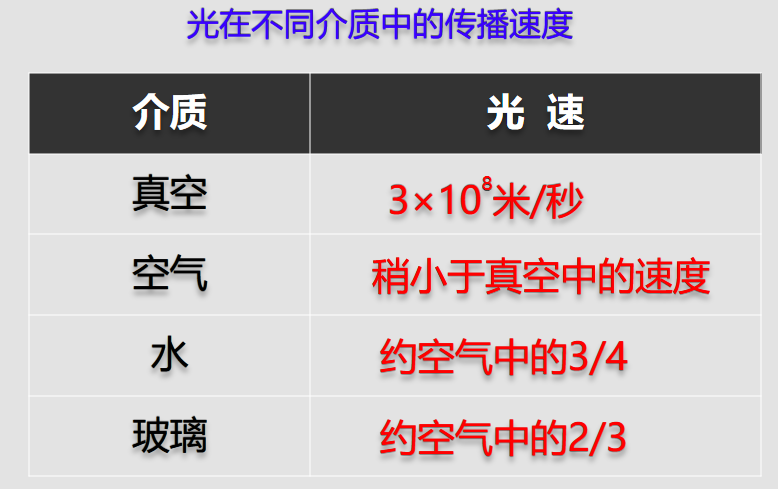 光在不同介质中的传播速度
介质 光 速
真空 3×10⁸米/秒
空气 稍小于真空中的速度
水 约空气中的3/4
玻璃 约空气中的2/3